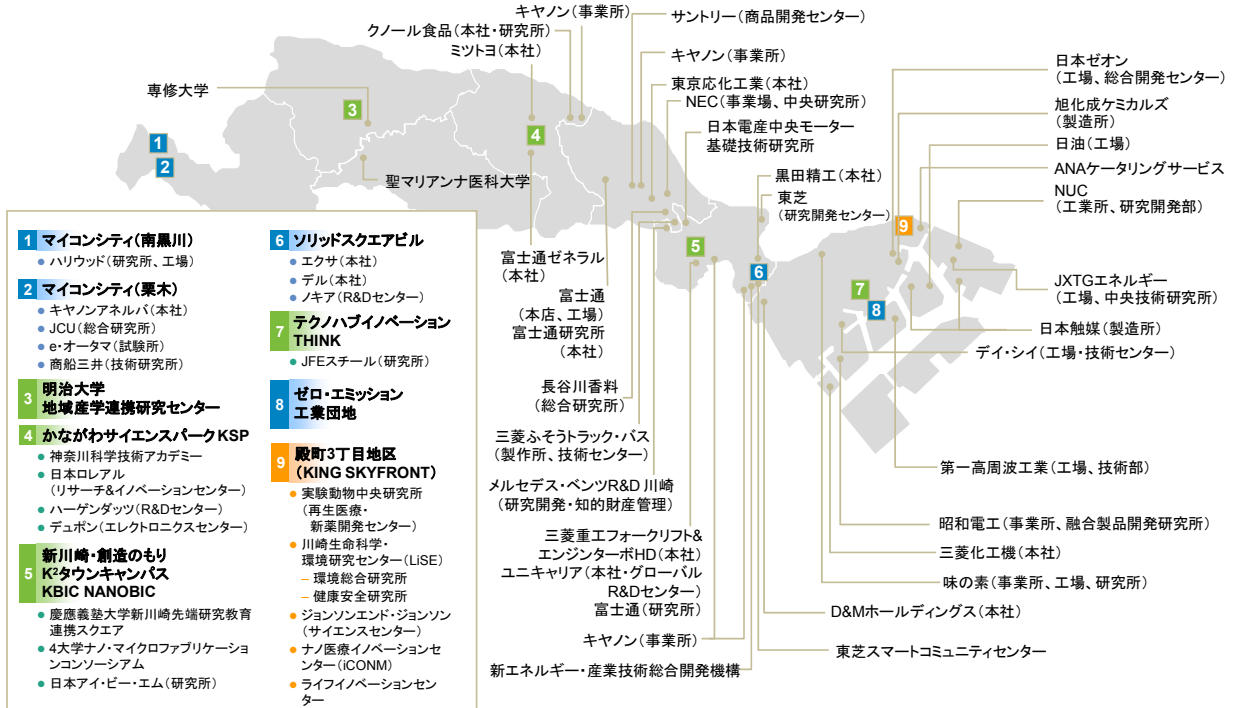 キヤノン(事業所)
クノール食品(本社・研究所)
ミツトヨ(本社)
サントリー(商品開発センター)
キヤノン(事業所)
東京応化工業(本社)
NEC(事業場、中央研究所)
日本電産中央モーター
基礎技術研究所
黒田精工(本社)
東芝
(研究開発センター)
日本ゼオン
(工場、総合開発センター)
旭化成ケミカルズ
(製造所)
日油(工場)
ANAケータリングサービス
NUC
(工業所、研究開発部)
専修大学
聖マリアンナ医科大学
1
2
3
4
5
6
7
8
9
JXTGエネルギー
(工場、中央技術研究所)
日本触媒(製造所)
デイ・シイ(工場・技術センター)
富士通ゼネラル
(本社)
富士通
(本店、工場)
富士通研究所
(本社)
長谷川香料
(総合研究所)
三菱ふそうトラック・バス
(製作所、技術センター)
メルセデス・ベンツR&D 川崎
(研究開発・知的財産管理)
三菱重工フォークリフト&
エンジンターボHD(本社)
ユニキャリア(本社・グローバル
R&Dセンター)
富士通(研究所)
キヤノン(事業所)
新エネルギー・産業技術総合開発機構
第一高周波工業(工場、技術部)
昭和電工(事業所、融合製品開発研究所)
三菱化工機(本社)
味の素(事業所、工場、研究所)
D&Mホールディングス(本社)
東芝スマートコミュニティセンター
1 マイコンシティ(南黒川)
● ハリウッド(研究所、工場)
2 マイコンシティ(栗木)
● キヤノンアネルバ(本社)
● JCU(総合研究所)
● e・オータマ(試験所)
● 商船三井(技術研究所)
3 明治大学
地域産学連携研究センター
4 かながわサイエンスパークKSP
● 神奈川科学技術アカデミー
● 日本ロレアル
(リサーチ&イノベーションセンター)
● ハーゲンダッツ(R&Dセンター)
● デュポン(エレクトロニクスセンター)
5 新川崎・創造のもり
K²タウンキャンパス
KBIC NANOBIC
● 慶應義塾大学新川崎先端研究教育
連携スクエア
● 4大学ナノ・マイクロファブリケーショ
ンコンソーシアム
● 日本アイ・ビー・エム(研究所)
6 ソリッドスクエアビル
● エクサ(本社)
● デル(本社)
● ノキア(R&Dセンター)
7 テクノハブイノベーション
THINK
● JFEスチール(研究所)
8 ゼロ・エミッション
工業団地
9 殿町3丁目地区
(KING SKYFRONT)
● 実験動物中央研究所
(再生医療・
新薬開発センター)
● 川崎生命科学・
環境研究センター(LiSE)
– 環境総合研究所
– 健康安全研究所
● ジョンソンエンド・ジョンソン
(サイエンスセンター)
● ナノ医療イノベーションセ
ンター(iCONM)
● ライフイノベーションセン
ター